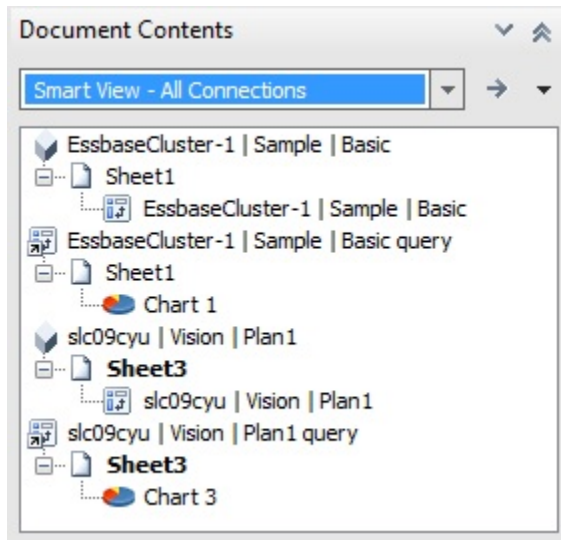 Document Contents
Smart View - All Connections
EssbaseCluster-1 | Sample | Basic
Sheet1
EssbaseCluster-1 | Sample | Basic
EssbaseCluster-1 | Sample | Basic query
Sheet1
Chart 1
slc09cyu | Vision | Plan1
Sheet3
slc09cyu | Vision | Plan1
slc09cyu | Vision | Plan1 query
Sheet3
Chart 3